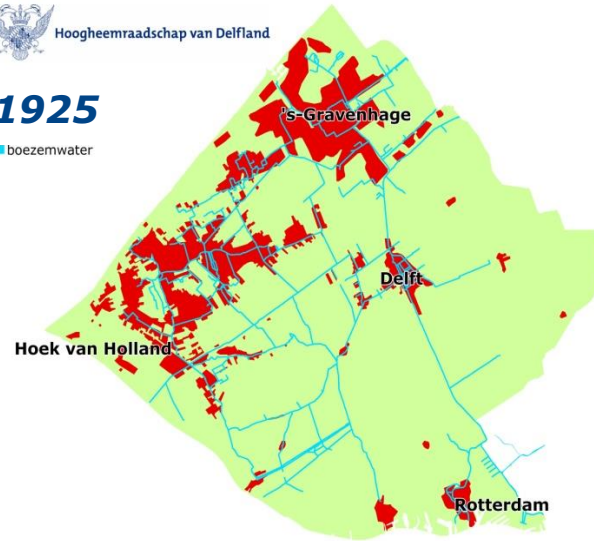 Hoogheemraadschap van Delfland
1925
boezemwater
's-Gravenhage
Delft
Hoek van Holland
Rotterdam